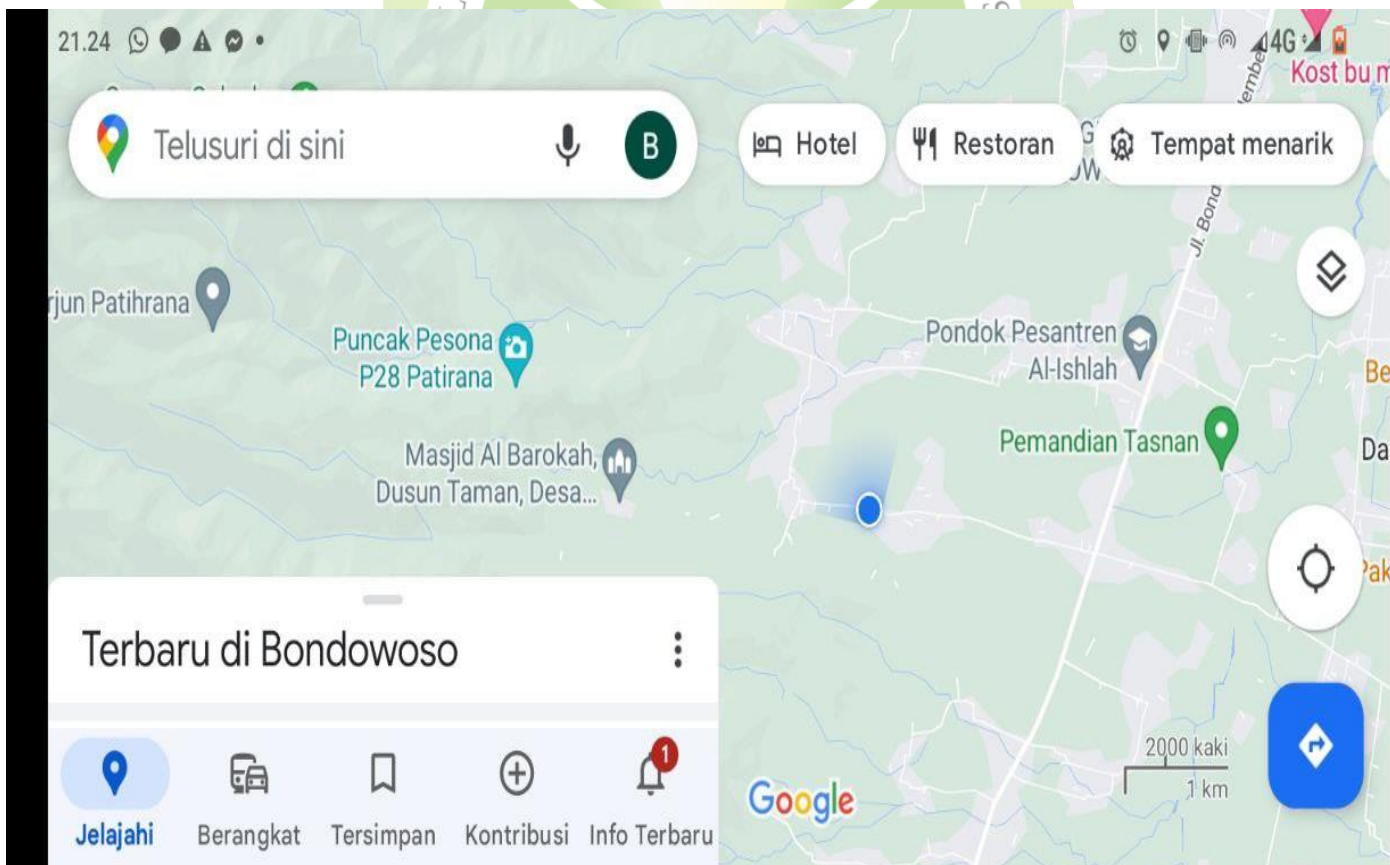 21.24
4G
Kost bu m
Telusuri di sini
B
Hotel
Restoran
Tempat menarik
Jl. Bond
ember
rjun Patihrana
Puncak Pesona
P28 Patirana
Masjid Al Barokah,
Dusun Taman, Desa...
Pondok Pesantren
Al-Ishlah
Pemandian Tasnan
Be
Da
Pak
Terbaru di Bondowoso
2000 kaki
1 km
Google
1
Jelajahi
Berangkat
Tersimpan
Kontribusi
Info Terbaru